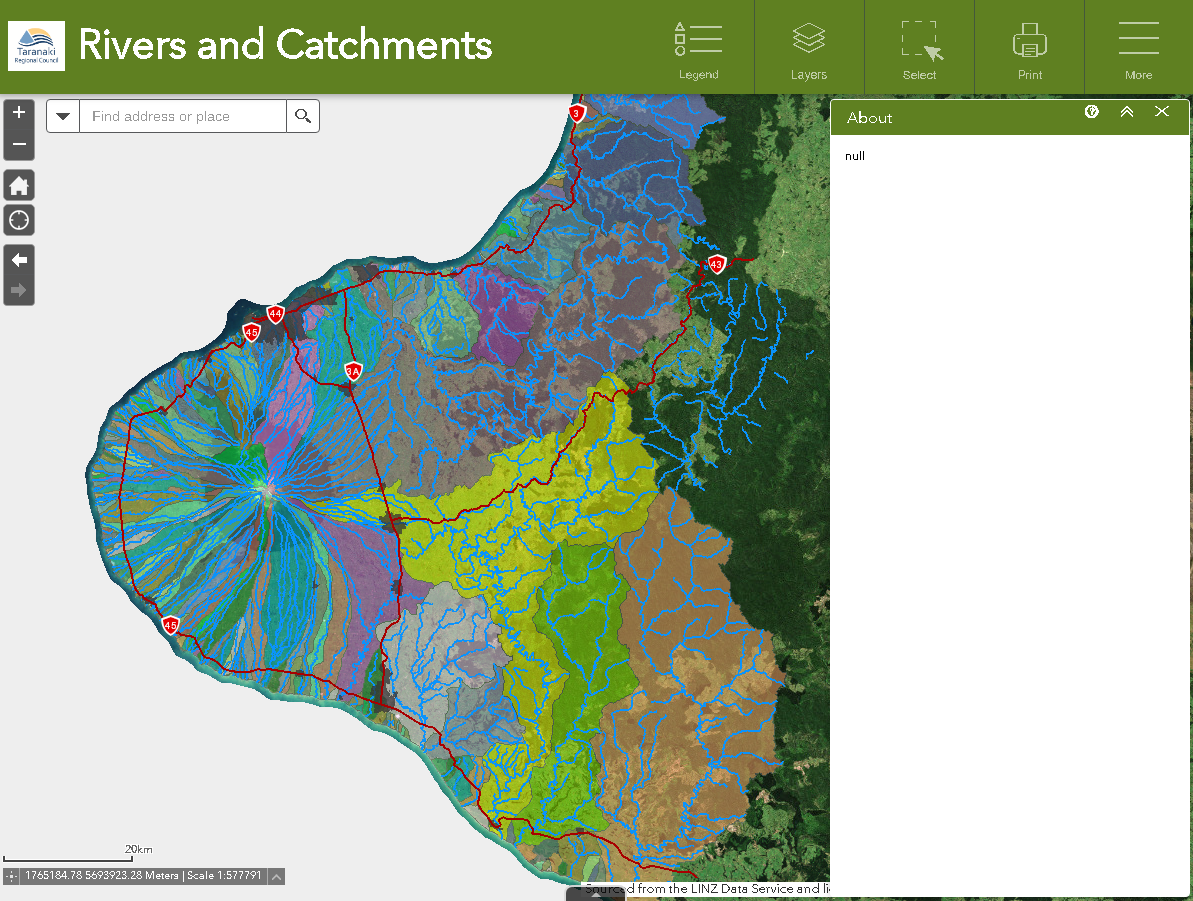 Taranaki
Regional Council
Rivers and Catchments
Legend
Layers
Select
Print
More
Find address or place
About
null
3
43
44
45
3A
45
20km
1765184.78 5693923.28 Meters | Scale 1:577791
Sourced from the LINZ Data Service and li